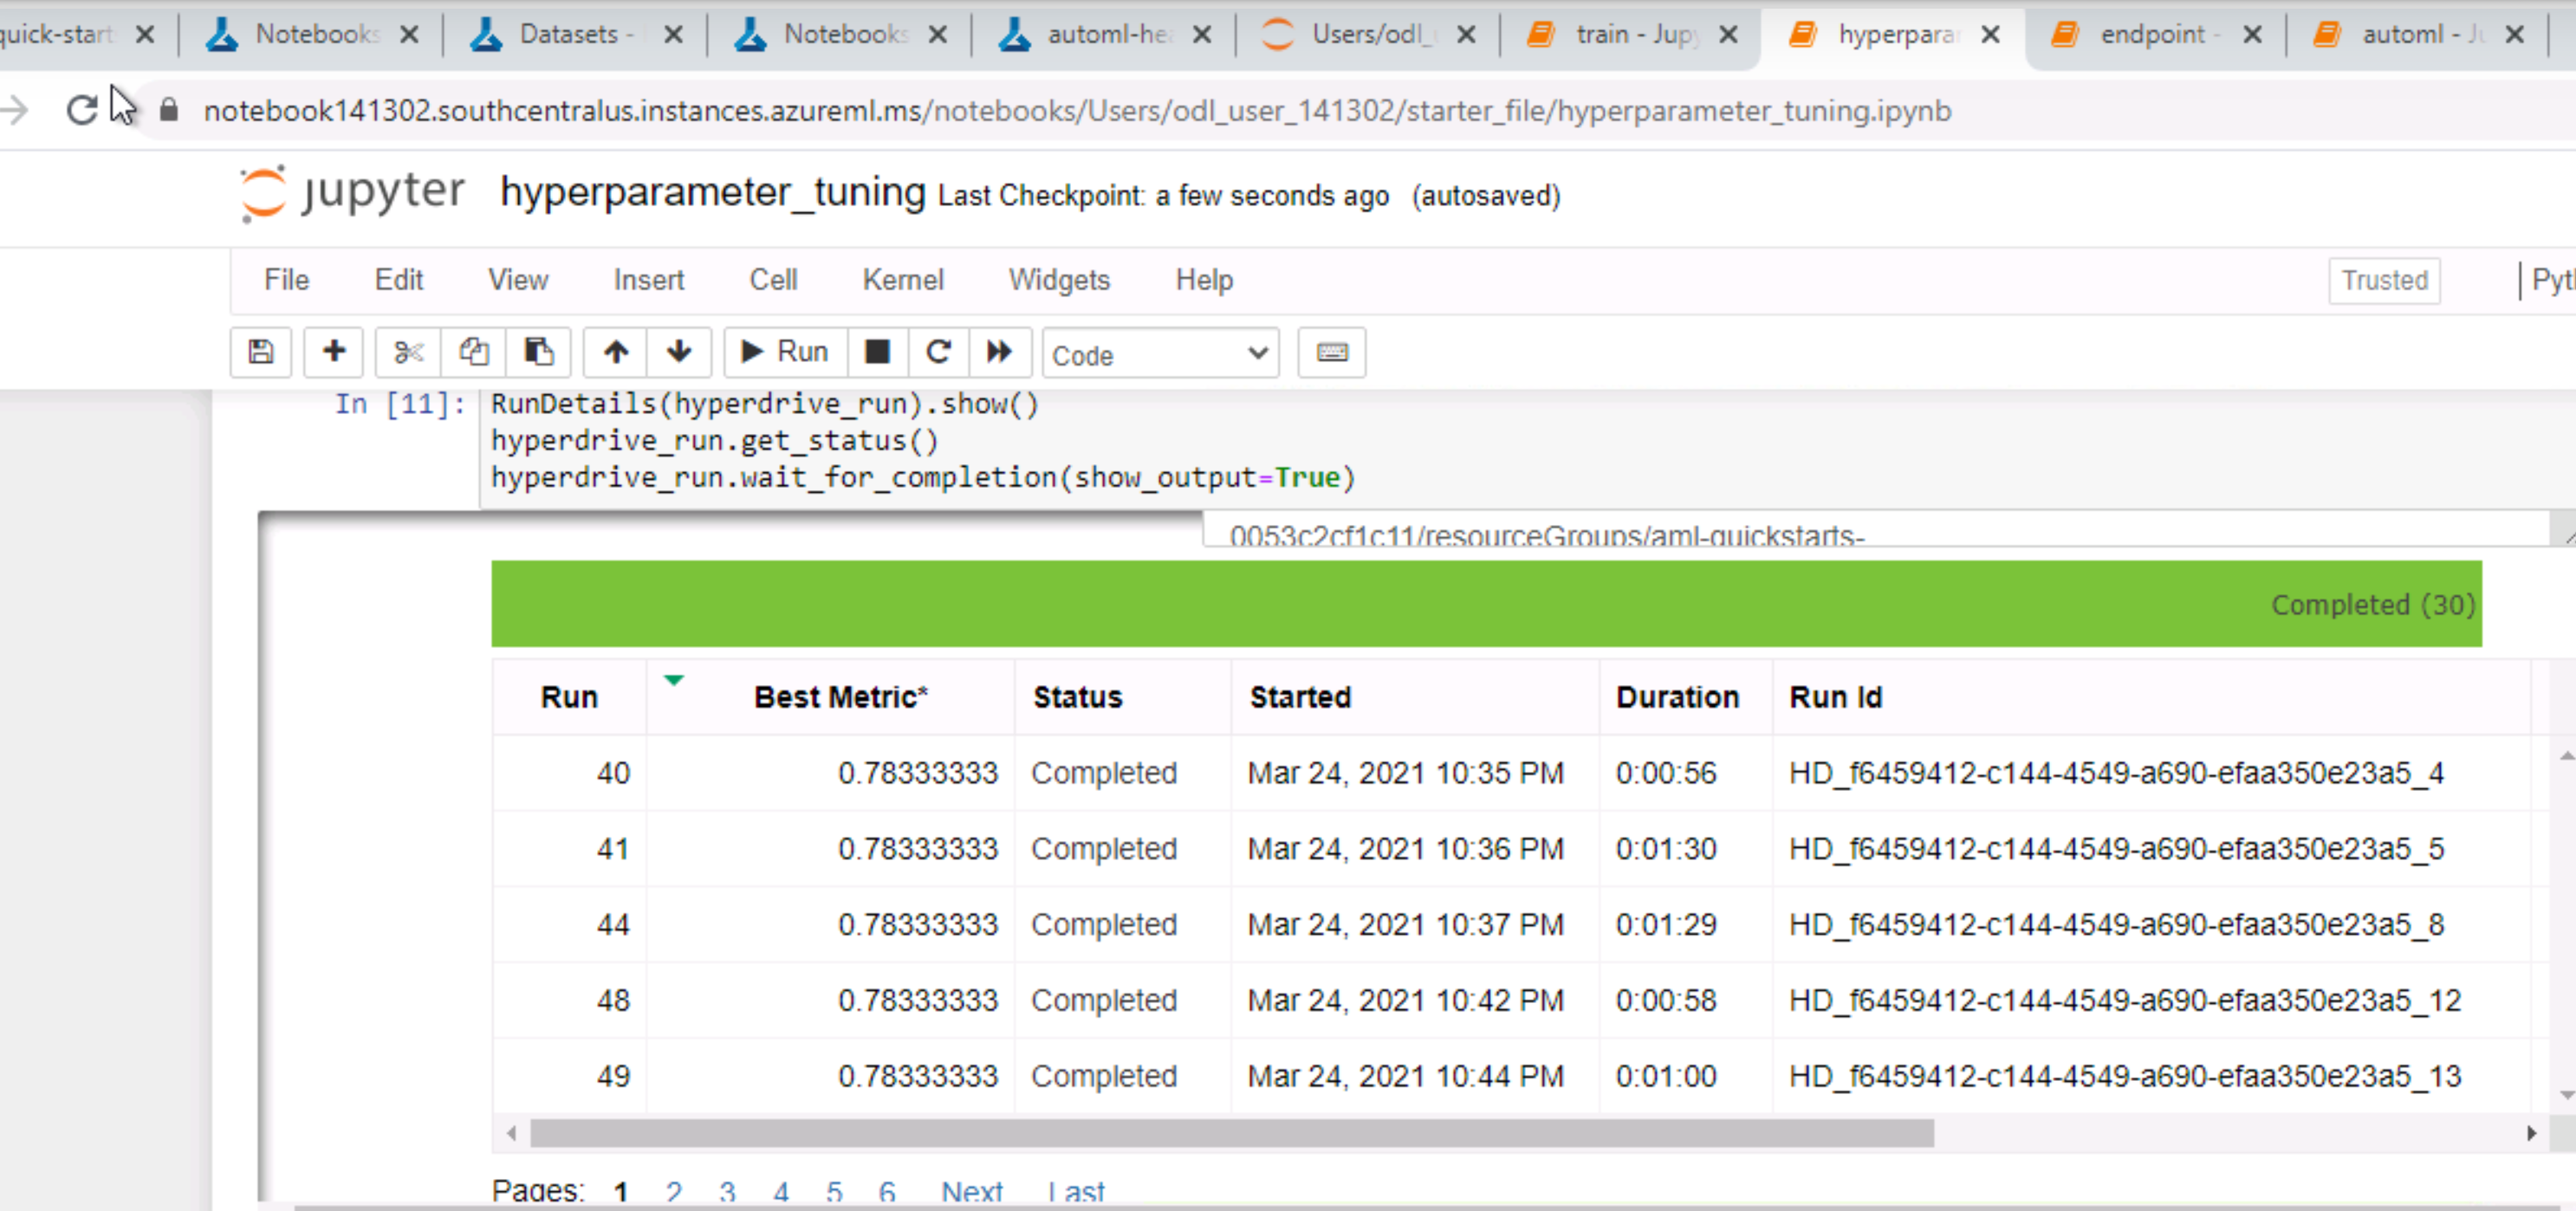 quick-start Notebooks Datasets - Notebooks automl-hea Users/odl_ train - Jupy hyperpara endpoint - automl - Ju
notebook141302.southcentralus.instances.azureml.ms/notebooks/Users/odl_user_141302/starter_file/hyperparameter_tuning.ipynb
jupyter hyperparameter_tuning Last Checkpoint: a few seconds ago (autosaved)
File Edit View Insert Cell Kernel Widgets Help Trusted Pyth
Run Code
In [11]: RunDetails(hyperdrive_run).show()
hyperdrive_run.get_status()
hyperdrive_run.wait_for_completion(show_output=True)
0053c2cf1c11/resourceGroups/aml-quickstarts-
Completed (30)
Run Best Metric* Status Started Duration Run Id
40 0.78333333 Completed Mar 24, 2021 10:35 PM 0:00:56 HD_f6459412-c144-4549-a690-efaa350e23a5_4
41 0.78333333 Completed Mar 24, 2021 10:36 PM 0:01:30 HD_f6459412-c144-4549-a690-efaa350e23a5_5
44 0.78333333 Completed Mar 24, 2021 10:37 PM 0:01:29 HD_f6459412-c144-4549-a690-efaa350e23a5_8
48 0.78333333 Completed Mar 24, 2021 10:42 PM 0:00:58 HD_f6459412-c144-4549-a690-efaa350e23a5_12
49 0.78333333 Completed Mar 24, 2021 10:44 PM 0:01:00 HD_f6459412-c144-4549-a690-efaa350e23a5_13
Pages: 1 2 3 4 5 6 Next Last